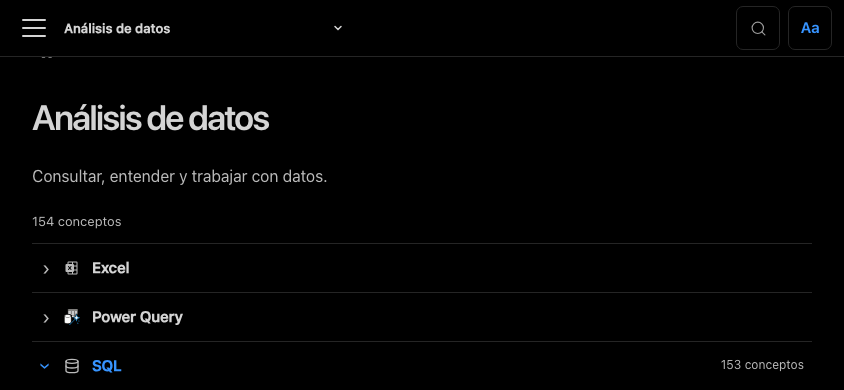 Análisis de datos
Aa
Análisis de datos
Consultar, entender y trabajar con datos.
154 conceptos
Excel
Power Query
SQL
153 conceptos